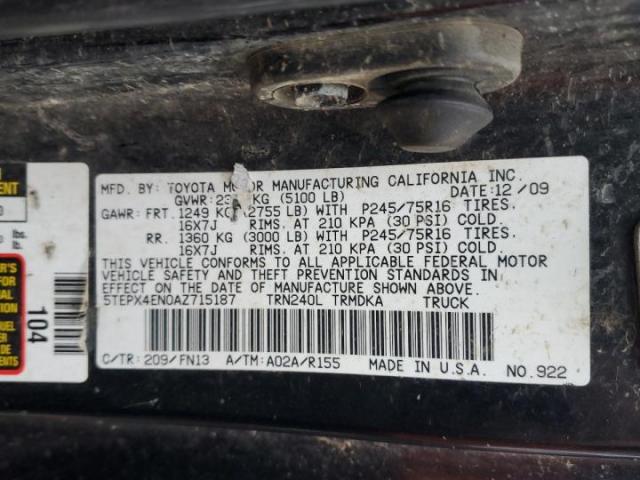 MFD. BY: TOYOTA MOTOR MANUFACTURING CALIFORNIA INC.
GVWR: KG (5100 LB) DATE: 12/09
GAWR: FRT. 1249 KG (2755 LB) WITH P245/75R16 TIRES.
16X7J RIMS. AT 210 KPA (30 PSI) COLD.
RR. 1360 KG (3000 LB) WITH P245/75R16 TIRES.
16X7J RIMS. AT 210 KPA (30 PSI) COLD.
THIS VEHICLE CONFORMS TO ALL APPLICABLE FEDERAL MOTOR
VEHICLE SAFETY AND THEFT PREVENTION STANDARDS IN
EFFECT ON THE DATE OF MANUFACTURE SHOWN ABOVE.
5TEPX4EN0AZ715187 TRN240L TRMDKA TRUCK
C/TR: 209/FN13 A/TM: A02A/R155 MADE IN U.S.A. NO. 922
lbs.
104